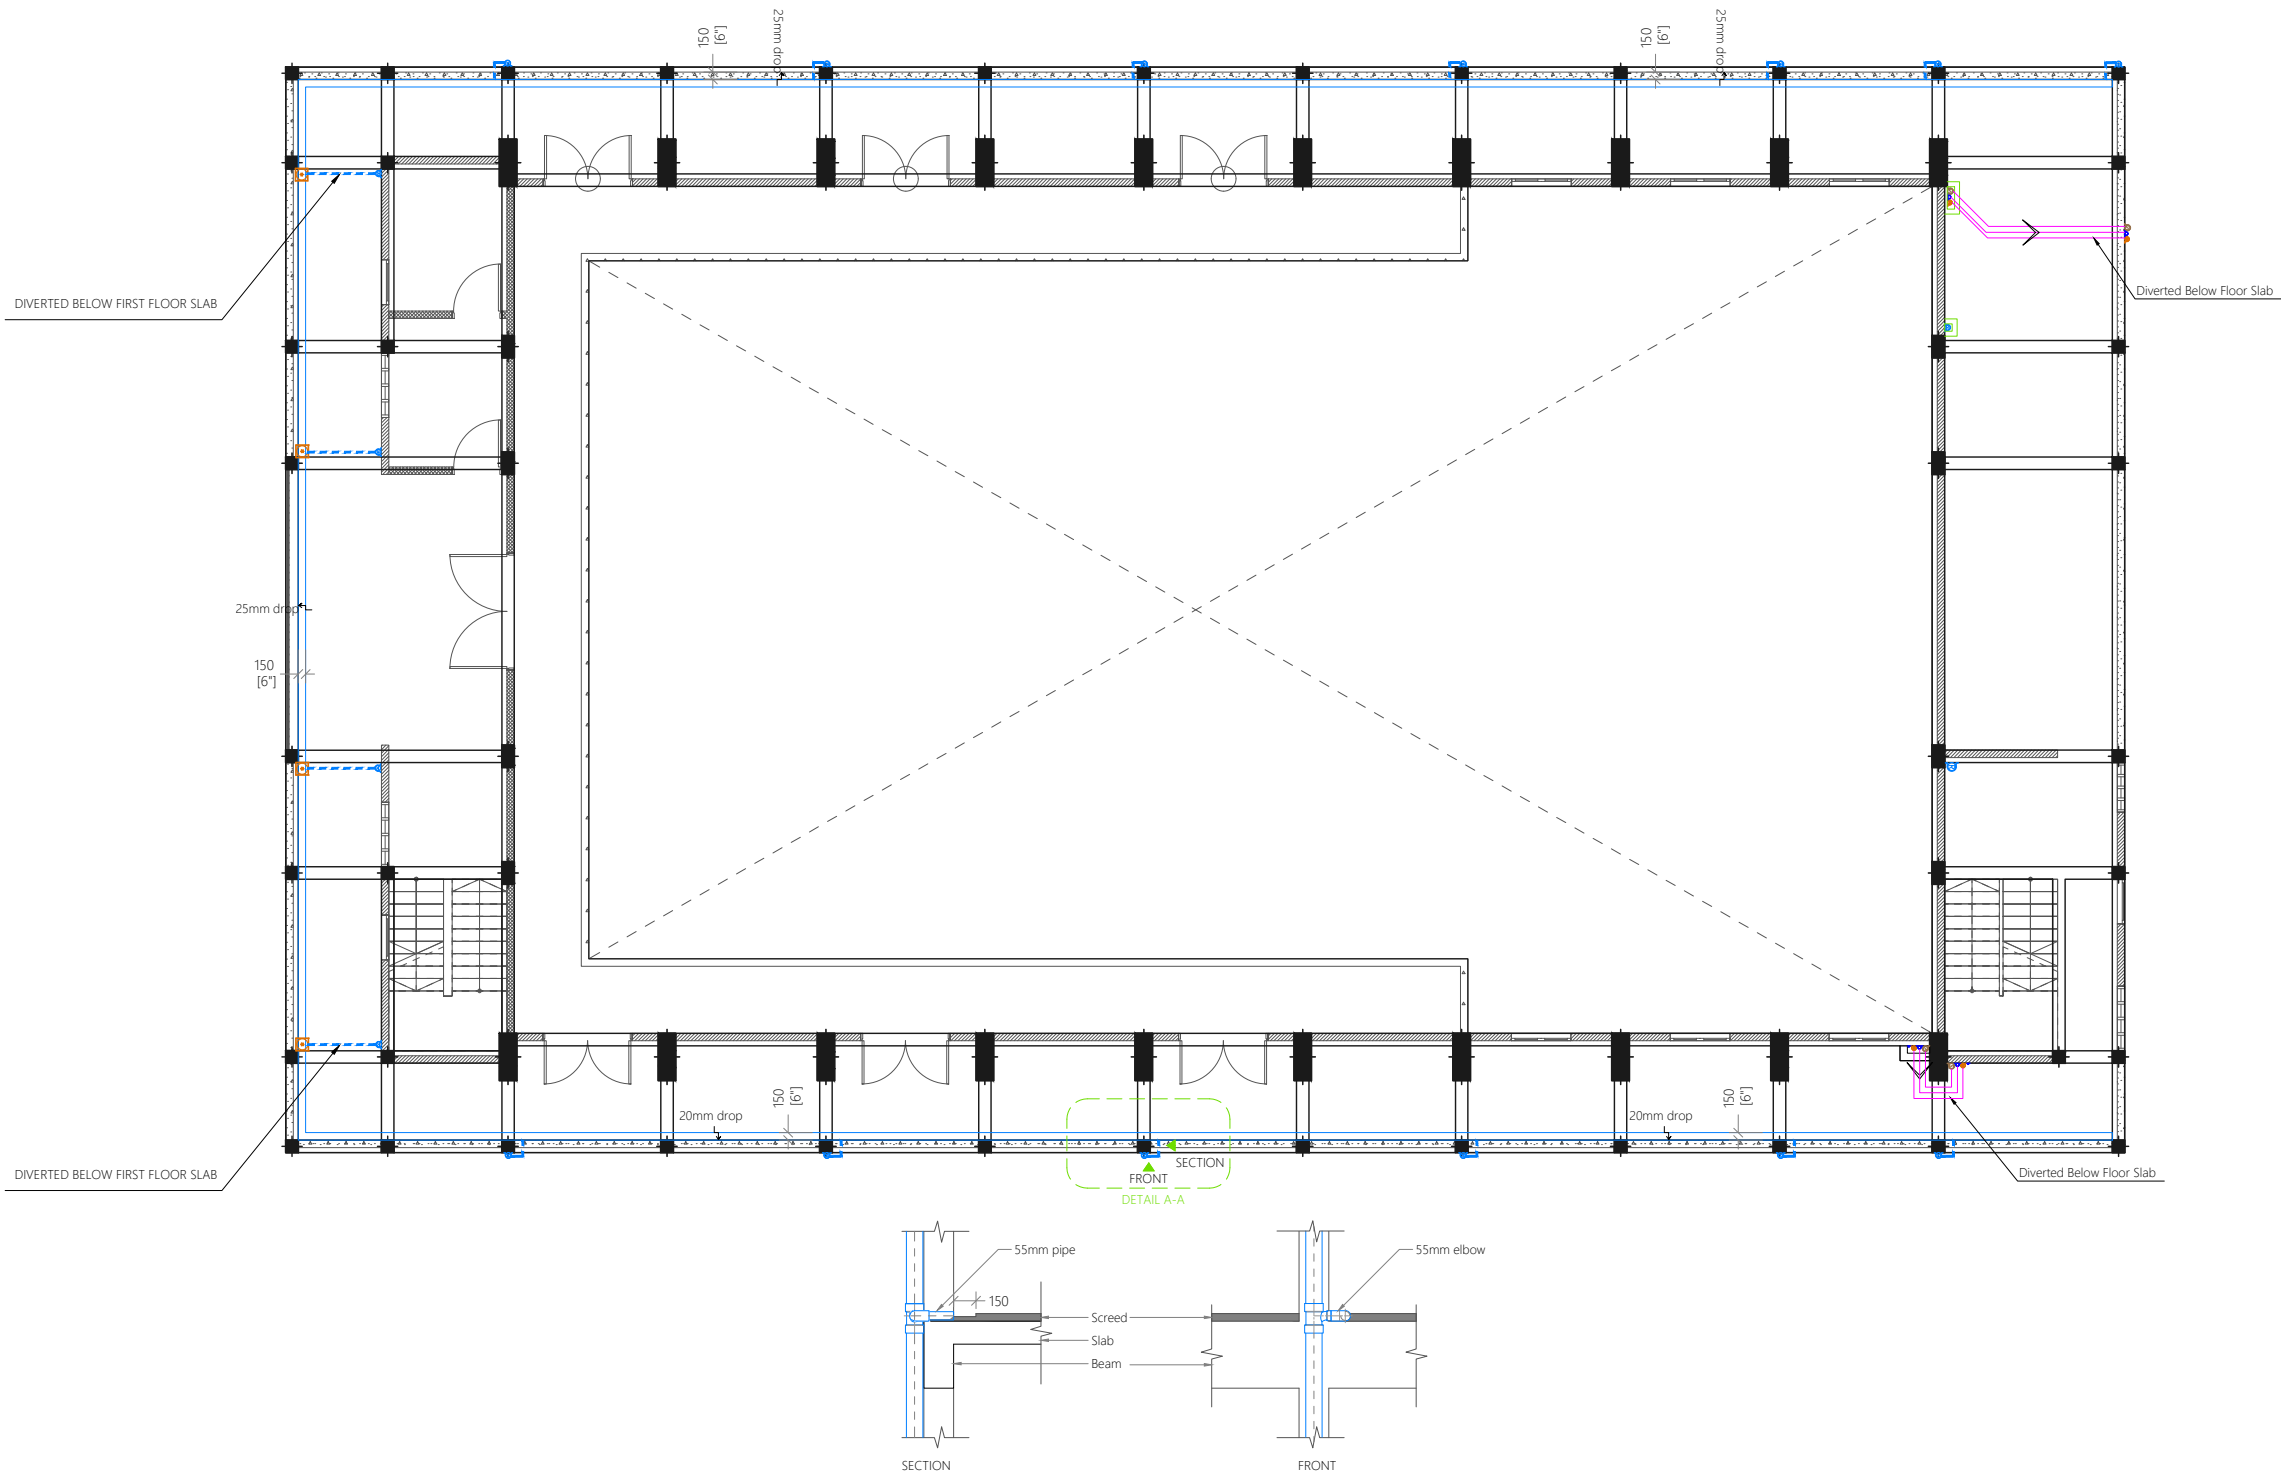 150
[6"]
25mm drop
150
[6"]
25mm drop
DIVERTED BELOW FIRST FLOOR SLAB
Diverted Below Floor Slab
25mm drop
150
[6"]
20mm drop
150
[6"]
20mm drop
150
[6"]
SECTION
FRONT
DETAIL A-A
DIVERTED BELOW FIRST FLOOR SLAB
Diverted Below Floor Slab
55mm pipe
55mm elbow
150
Screed
Slab
Beam
SECTION
FRONT